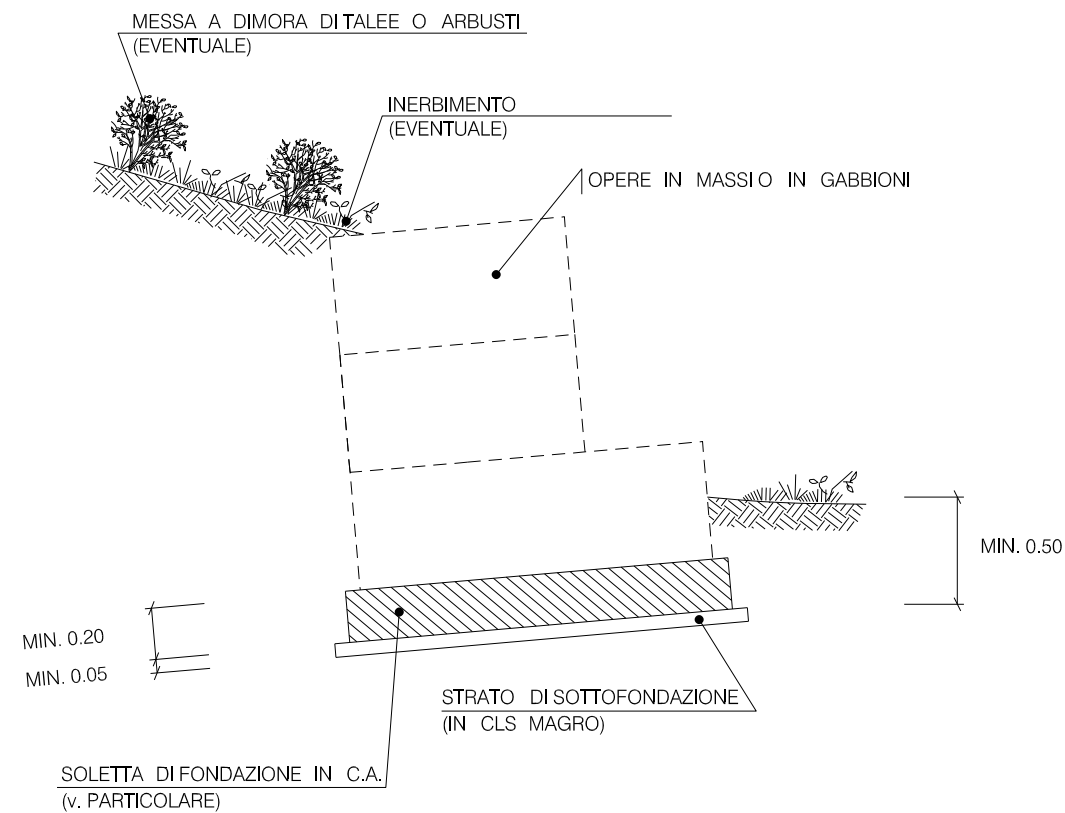 MESSA A DIMORA DI TALEE O ARBUSTI
(EVENTUALE)
INERBIMENTO
(EVENTUALE)
OPERE IN MASSI O IN GABBIONI
MIN. 0.50
MIN. 0.20
MIN. 0.05
STRATO DI SOTTOFONDAZIONE
(IN CLS MAGRO)
SOLETTA DI FONDAZIONE IN C.A.
(v. PARTICOLARE)